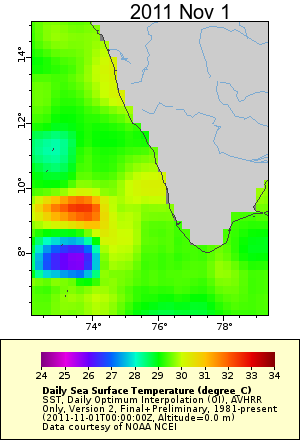 2011 Nov 1
14°
12°
10°
8°
74°
76°
78°
24 25 26 27 28 29 30 31 32 33 34
Daily Sea Surface Temperature (degree_C)
SST, Daily Optimum Interpolation (OI), AVHRR
Only, Version 2, Final+Preliminary, 1981-present
(2011-11-01T00:00:00Z, Altitude=0.0 m)
Data courtesy of NOAA NCEI